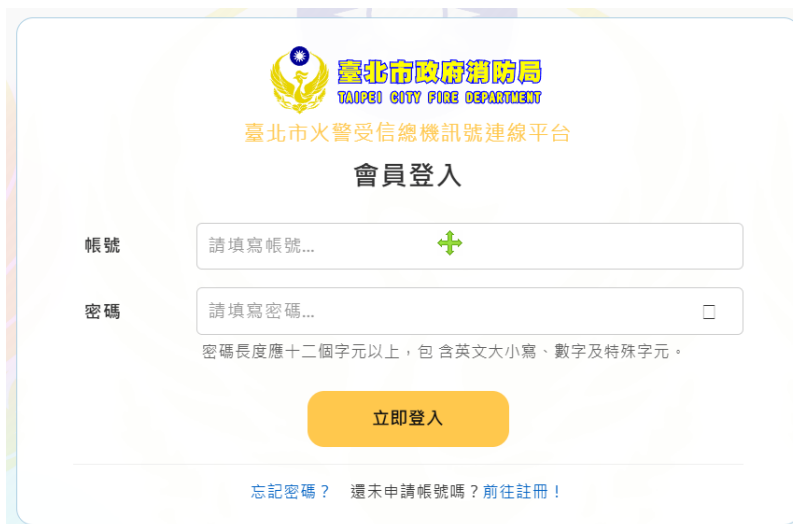 臺北市政府消防局
TAIPEI CITY FIRE DEPARTMENT
臺北市火警受信總機訊號連線平台
會員登入
帳號 請填寫帳號...
密碼 請填寫密碼...
密碼長度應十二個字元以上，包 含英文大小寫、數字及特殊字元。
立即登入
忘記密碼？ 還未申請帳號嗎？前往註冊！